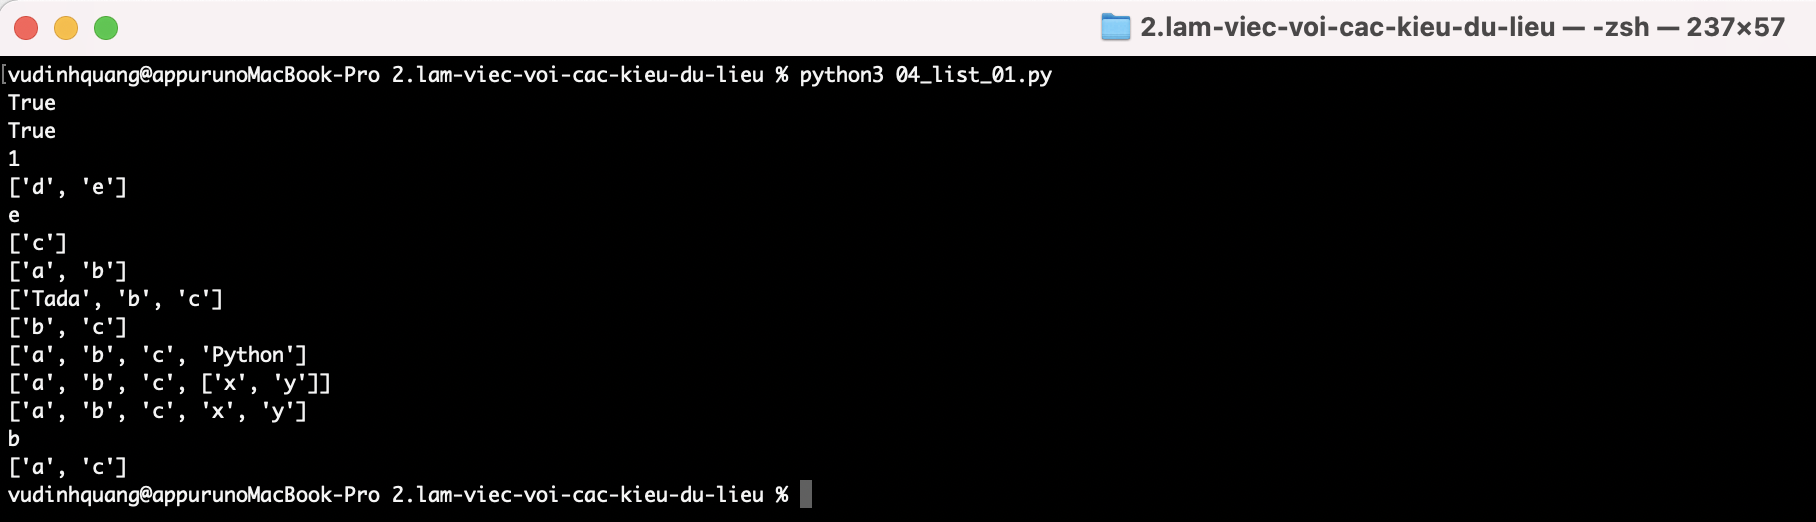 2.lam-viec-voi-cac-kieu-du-lieu — -zsh — 237×57
vudinhquang@appurunoMacBook-Pro 2.lam-viec-voi-cac-kieu-du-lieu % python3 04_list_01.py
True
True
1
['d', 'e']
e
['c']
['a', 'b']
['Tada', 'b', 'c']
['b', 'c']
['a', 'b', 'c', 'Python']
['a', 'b', 'c', ['x', 'y']]
['a', 'b', 'c', 'x', 'y']
b
['a', 'c']
vudinhquang@appurunoMacBook-Pro 2.lam-viec-voi-cac-kieu-du-lieu %